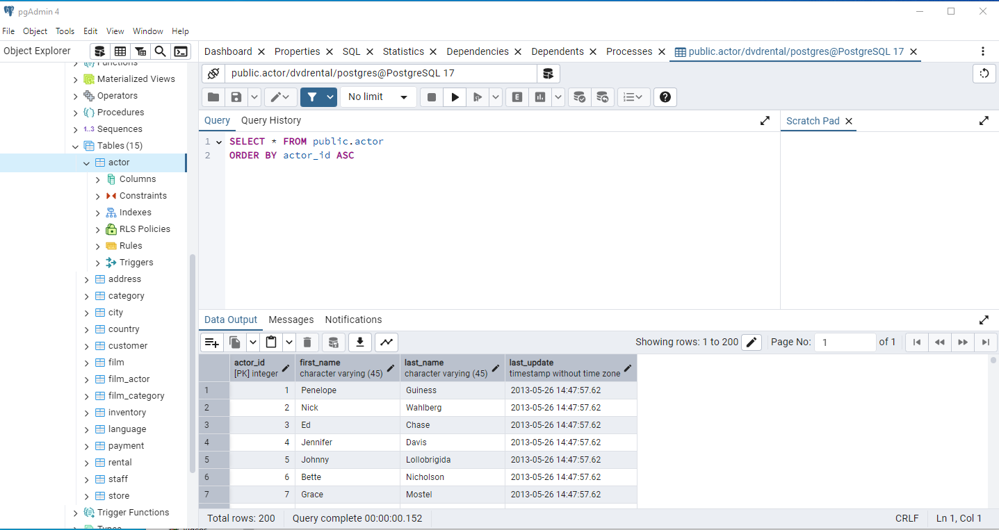 pgAdmin 4
File Object Tools Edit View Window Help
Object Explorer
Functions
Materialized Views
Operators
Procedures
1..3 Sequences
Tables (15)
actor
Columns
Constraints
Indexes
RLS Policies
Rules
Triggers
address
category
city
country
customer
film
film_actor
film_category
inventory
language
payment
rental
staff
store
Trigger Functions
Types
Dashboard Properties SQL Statistics Dependencies Dependents Processes public.actor/dvdrental/postgres@PostgreSQL 17
public.actor/dvdrental/postgres@PostgreSQL 17
No limit E
Query Query History
Scratch Pad
1 SELECT * FROM public.actor
2 ORDER BY actor_id ASC
Data Output Messages Notifications
Showing rows: 1 to 200 Page No: 1 of 1
actor_id first_name last_name last_update
[PK] integer character varying (45) character varying (45) timestamp without time zone
1 1 Penelope Guiness 2013-05-26 14:47:57.62
2 2 Nick Wahlberg 2013-05-26 14:47:57.62
3 3 Ed Chase 2013-05-26 14:47:57.62
4 4 Jennifer Davis 2013-05-26 14:47:57.62
5 5 Johnny Lollobrigida 2013-05-26 14:47:57.62
6 6 Bette Nicholson 2013-05-26 14:47:57.62
7 7 Grace Mostel 2013-05-26 14:47:57.62
Total rows: 200 Query complete 00:00:00.152 CRLF Ln 1, Col 1